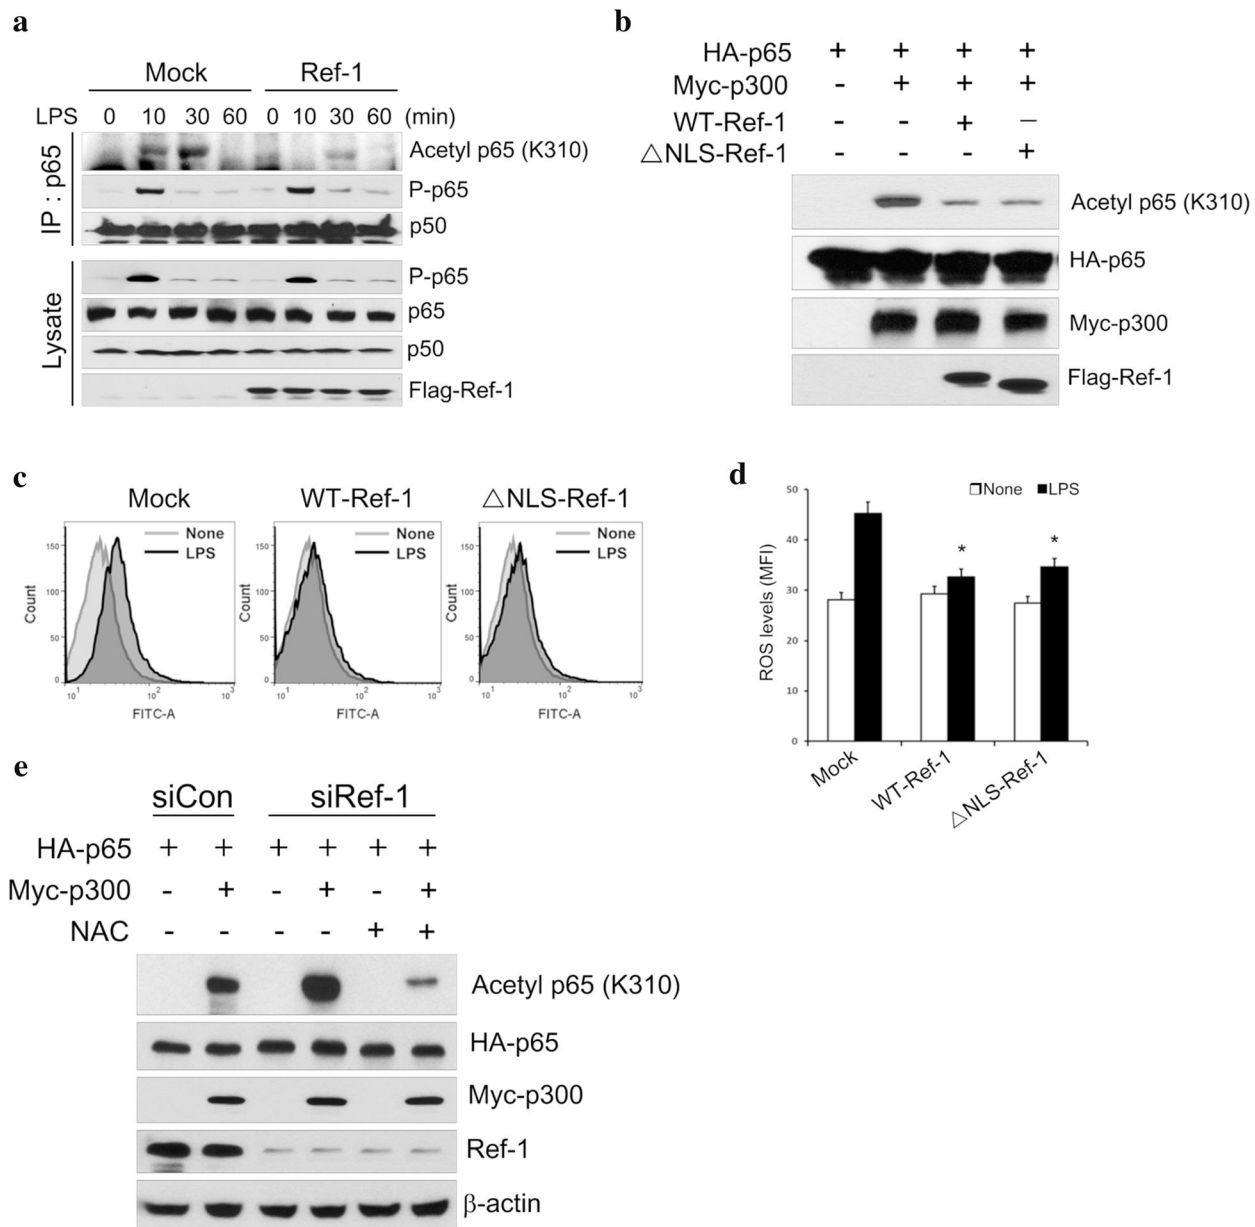 a
Mock Ref-1
LPS 0 10 30 60 0 10 30 60 (min)
IP : p65
Acetyl p65 (K310)
P-p65
p50
Lysate
P-p65
p65
p50
Flag-Ref-1
b
HA-p65 + + + +
Myc-p300 - + + +
WT-Ref-1 - - + −
△NLS-Ref-1 - - - +
Acetyl p65 (K310)
HA-p65
Myc-p300
Flag-Ref-1
c
Mock
None
LPS
Count
150
100
50
0
10¹ 10² 10³
FITC-A
WT-Ref-1
None
LPS
Count
150
100
50
0
10¹ 10² 10³
FITC-A
△NLS-Ref-1
None
LPS
Count
150
100
50
0
10¹ 10² 10³
FITC-A
d
None LPS
ROS levels (MFI)
50
40
30
20
10
0
* *
Mock WT-Ref-1 △NLS-Ref-1
e
siCon siRef-1
HA-p65 + + + + + +
Myc-p300 - + - + - +
NAC - - - - + +
Acetyl p65 (K310)
HA-p65
Myc-p300
Ref-1
β-actin